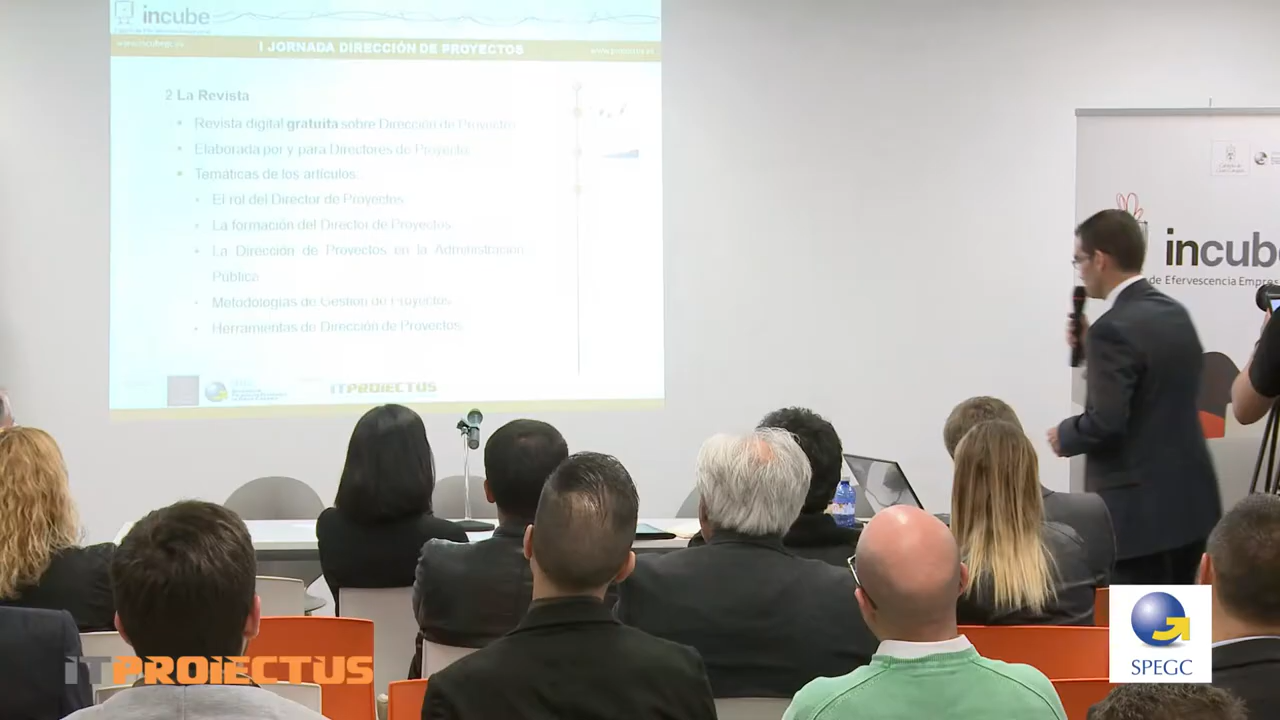 incube
I JORNADA DIRECCIÓN DE PROYECTOS
2 La Revista
• Revista digital gratuita sobre Dirección de Proyectos
• Elaborada por y para Directores de Proyecto
• Temáticas de los artículos:
• El rol del Director de Proyectos
• La formación del Director de Proyectos
• La Dirección de Proyectos en la Administración
Pública
• Metodologías de Gestión de Proyectos
• Herramientas de Dirección de Proyectos
ITPROIECTUS
incube
de Efervescencia Empres
ITPROIECTUS
SPEGC